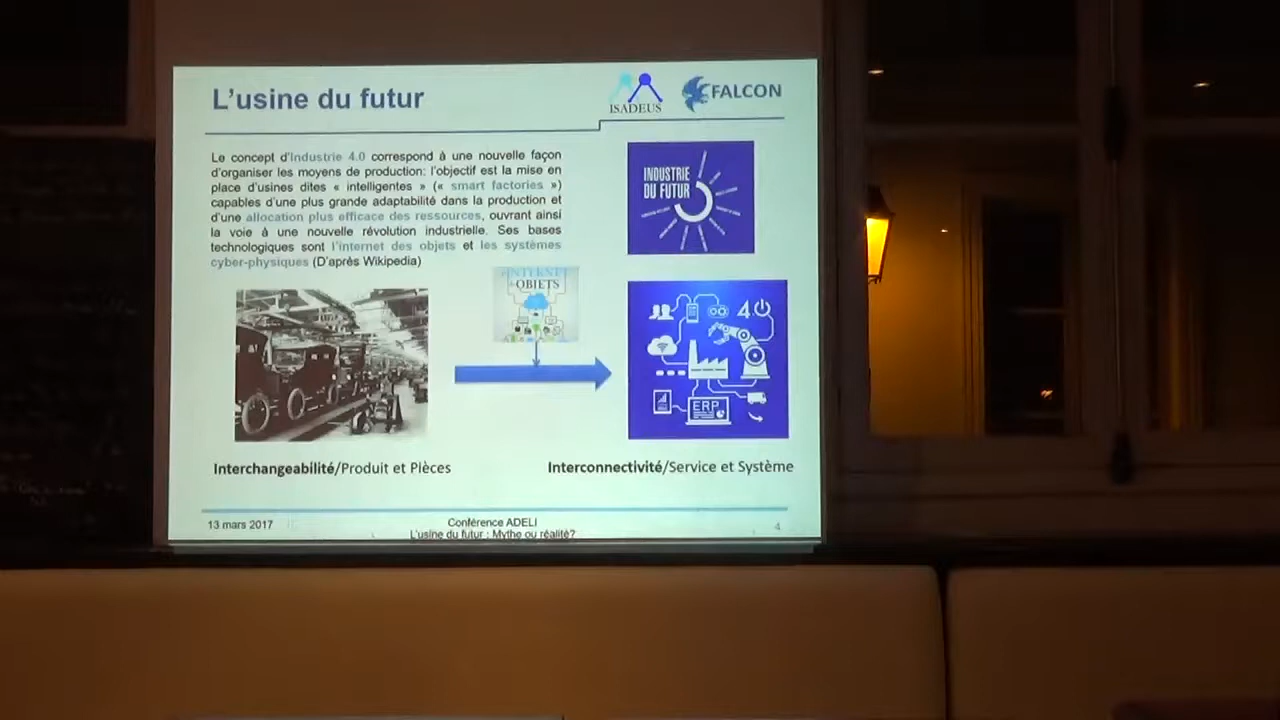 L'usine du futur
ISADEUS
FALCON
Le concept d'Industrie 4.0 correspond à une nouvelle façon
d'organiser les moyens de production: l'objectif est la mise en
place d'usines dites « intelligentes » (« smart factories »)
capables d'une plus grande adaptabilité dans la production et
d'une allocation plus efficace des ressources, ouvrant ainsi
la voie à une nouvelle révolution industrielle. Ses bases
technologiques sont l'internet des objets et les systèmes
cyber-physiques (D'après Wikipedia)
INDUSTRIE
DU FUTUR
INTERNET
OBJETS
4.0
ERP
Interchangeabilité/Produit et Pièces
Interconnectivité/Service et Système
13 mars 2017
Conférence ADELI
L'usine du futur : Mythe ou réalité?
4